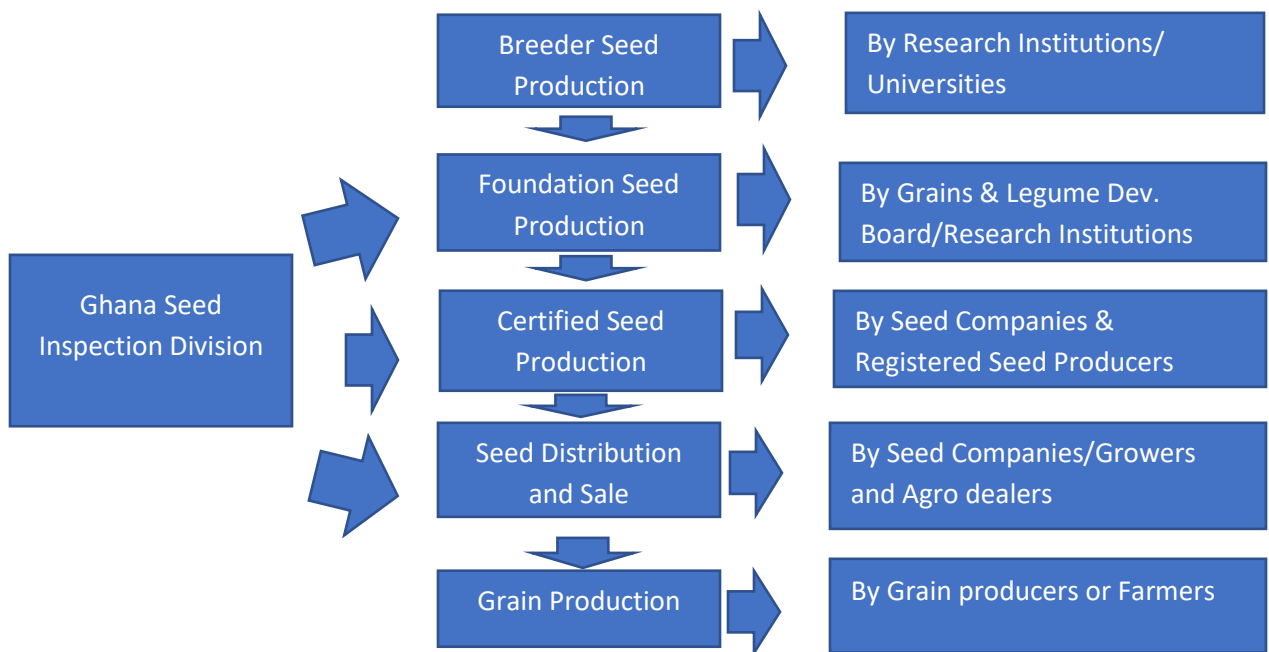 Breeder Seed
Production
By Research Institutions/
Universities
Foundation Seed
Production
By Grains & Legume Dev.
Board/Research Institutions
Ghana Seed
Inspection Division
Certified Seed
Production
By Seed Companies &
Registered Seed Producers
Seed Distribution
and Sale
By Seed Companies/Growers
and Agro dealers
Grain Production
By Grain producers or Farmers